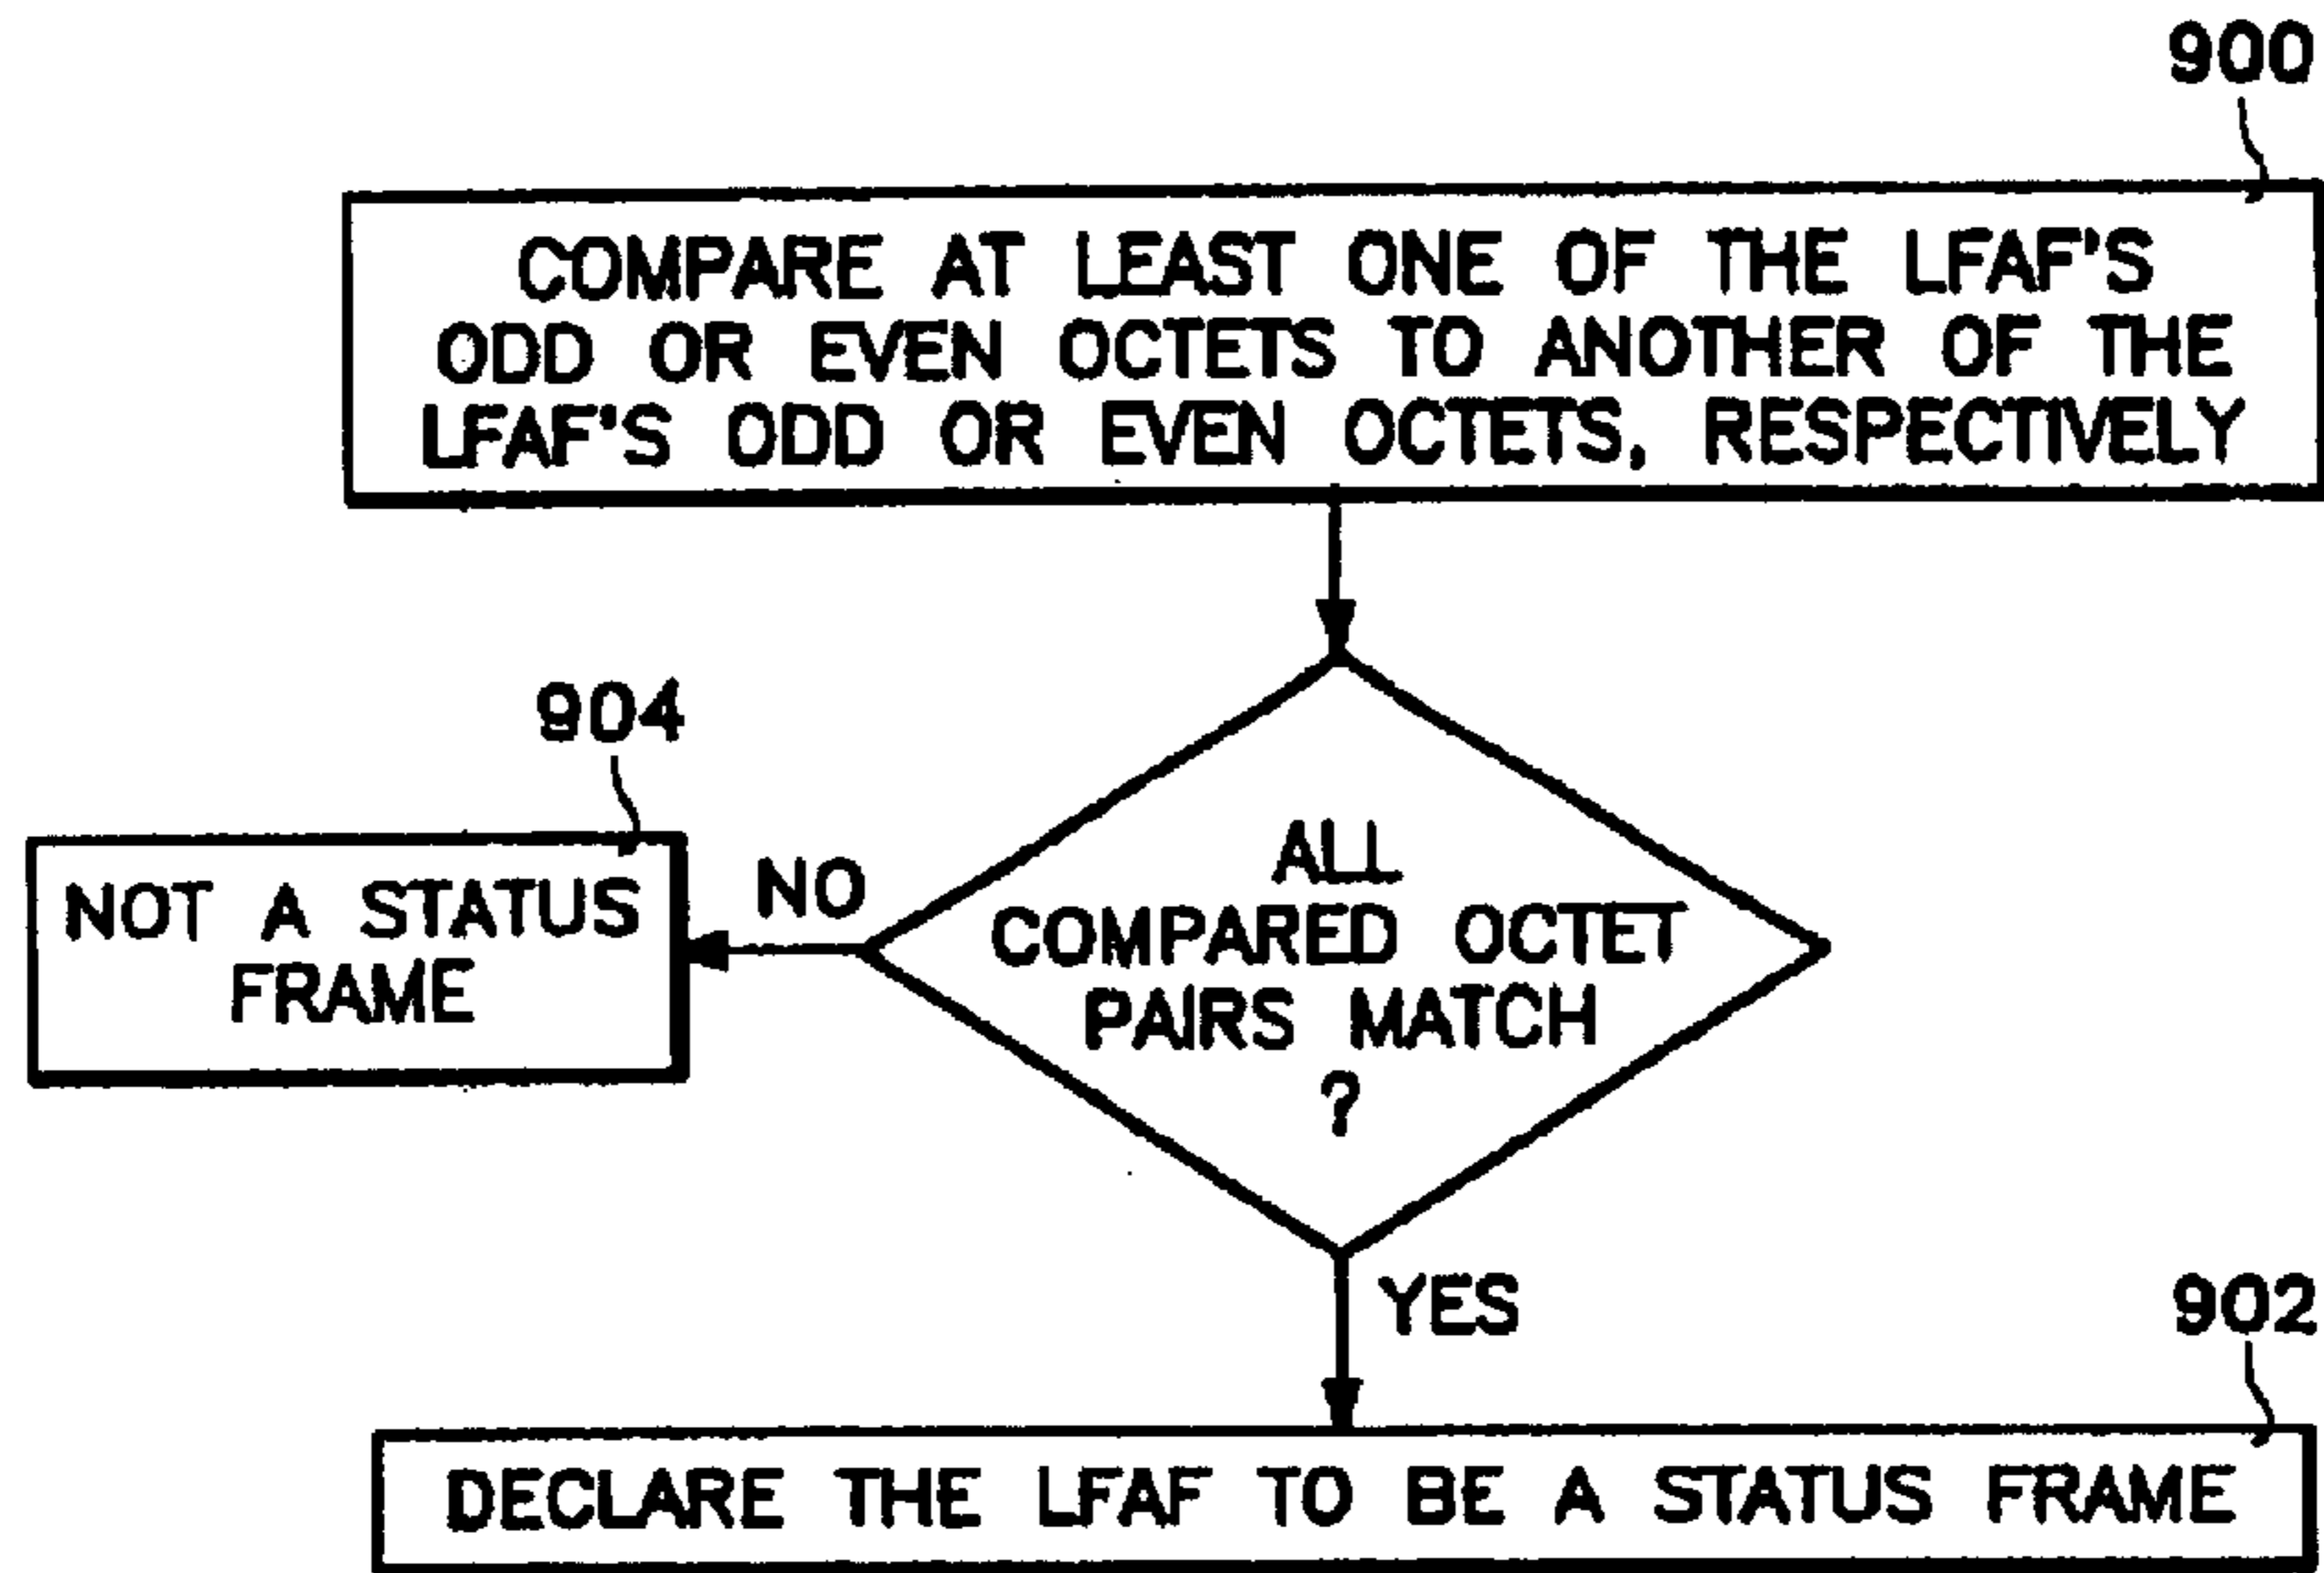 900
COMPARE AT LEAST ONE OF THE LFAF'S
ODD OR EVEN OCTETS TO ANOTHER OF THE
LFAF'S ODD OR EVEN OCTETS, RESPECTIVELY
904
NOT A STATUS
FRAME
NO
ALL
COMPARED OCTET
PAIRS MATCH
?
YES
902
DECLARE THE LFAF TO BE A STATUS FRAME